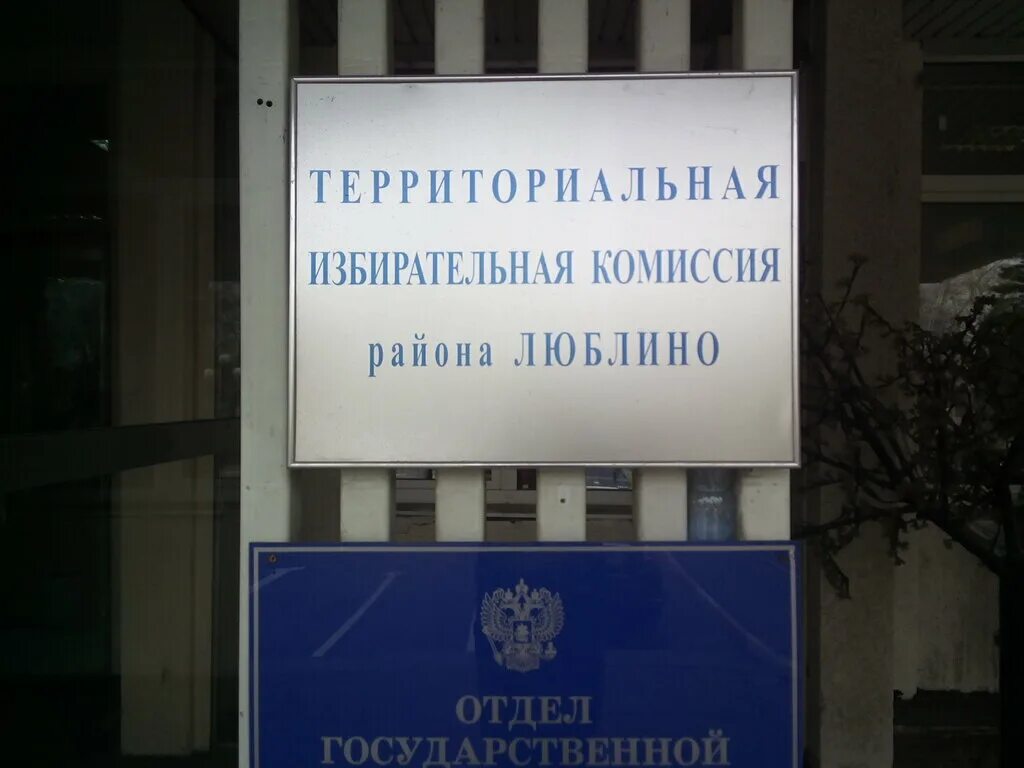 ТЕРРИТОРИАЛЬНАЯ
ИЗБИРАТЕЛЬНАЯ КОМИССИЯ
района ЛЮБЛИНО
ОТДЕЛ
ГОСУДАРСТВЕННОЙ